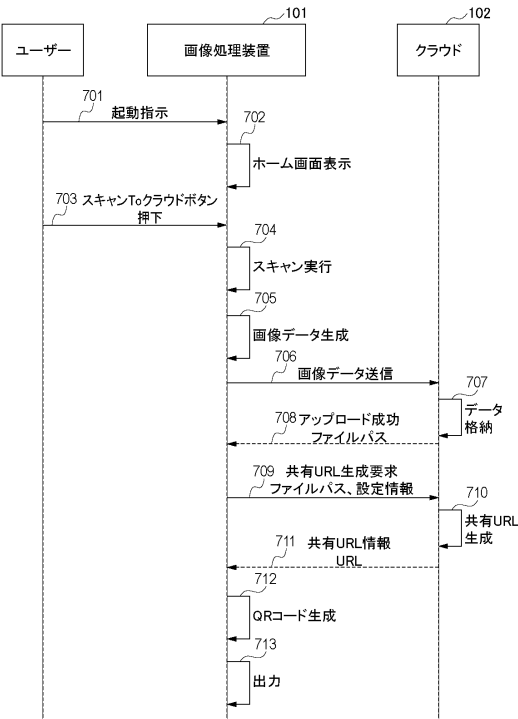 101
102
ユーザー
画像処理装置
クラウド
701
起動指示
702
ホーム画面表示
703
スキャンToクラウドボタン
押下
704
スキャン実行
705
画像データ生成
706
画像データ送信
707
データ
格納
708
アップロード成功
ファイルパス
709
共有URL生成要求
ファイルパス、設定情報
710
共有URL
生成
711
共有URL情報
URL
712
QRコード生成
713
出力